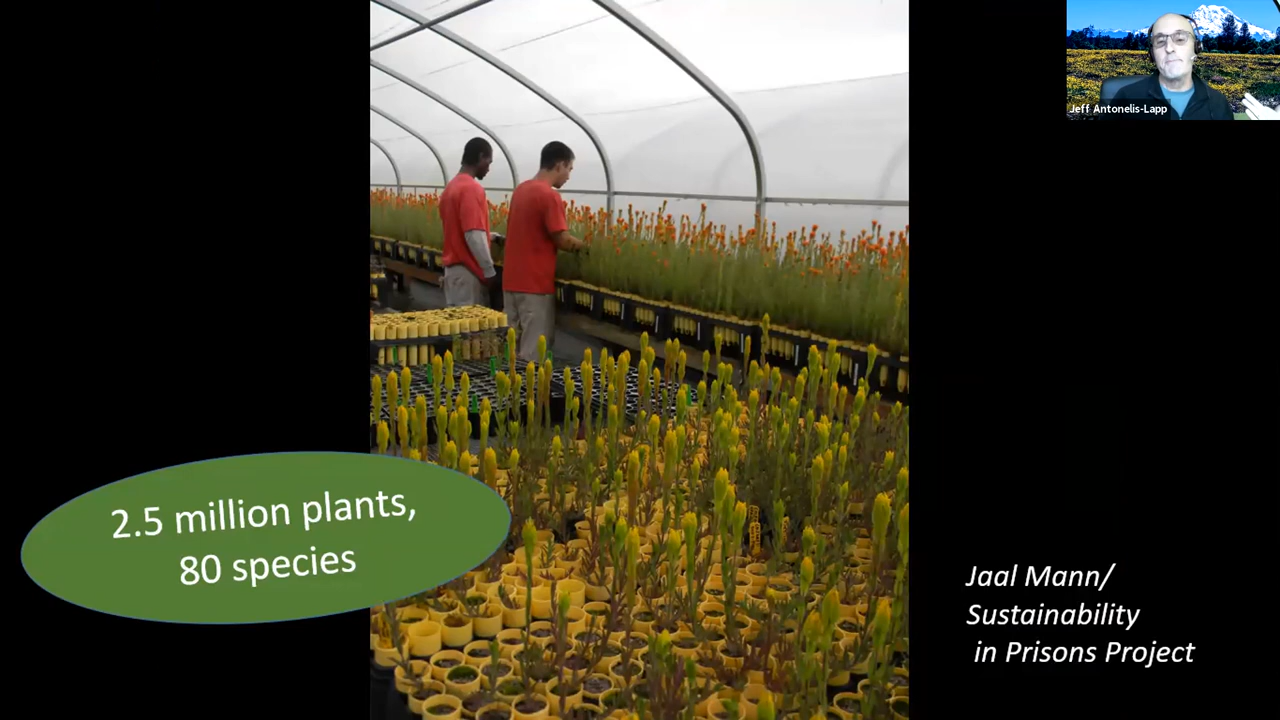 Jeff Antonelis-Lapp
2.5 million plants,
80 species
Jaal Mann/
Sustainability
in Prisons Project